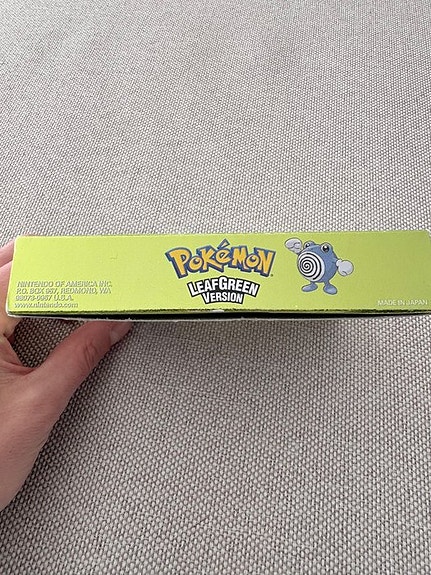 NINTENDO OF AMERICA INC.
P.O. BOX 957, REDMOND, WA
98073-0957 U.S.A.
www.nintendo.com
POKéMON
LEAFGREEN
VERSION
MADE IN JAPAN